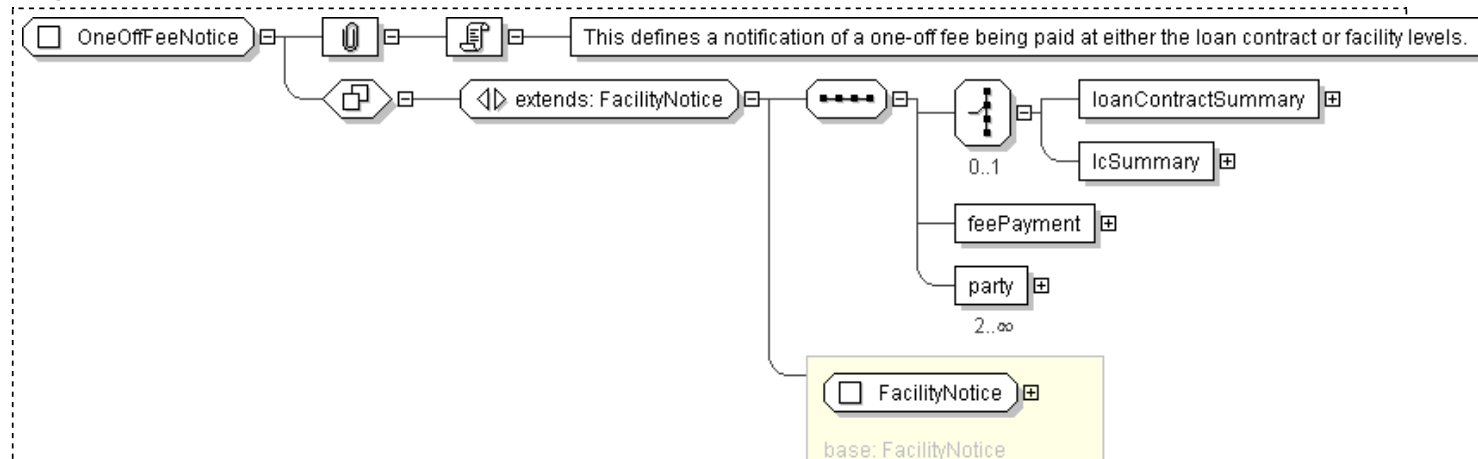 OneOffFeeNotice
This defines a notification of a one-off fee being paid at either the loan contract or facility levels.
extends: FacilityNotice
loanContractSummary
0..1
lcSummary
feePayment
party
2..∞
FacilityNotice
base: FacilityNotice